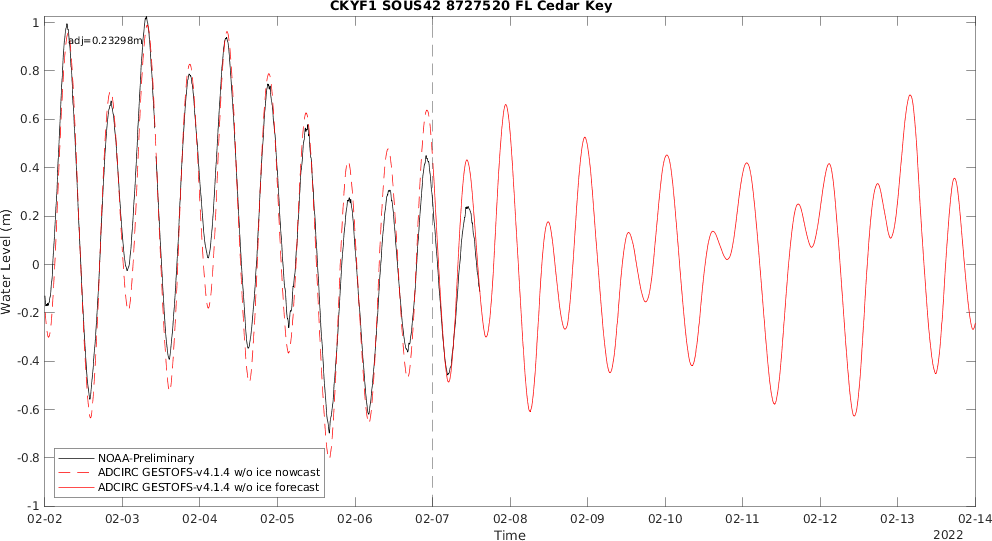 CKYF1 SOUS42 8727520 FL Cedar Key
adj=0.23298m
Water Level (m)
1
0.8
0.6
0.4
0.2
0
-0.2
-0.4
-0.6
-0.8
-1
NOAA-Preliminary
ADCIRC GESTOFS-v4.1.4 w/o ice nowcast
ADCIRC GESTOFS-v4.1.4 w/o ice forecast
02-02 02-03 02-04 02-05 02-06 02-07 02-08 02-09 02-10 02-11 02-12 02-13 02-14
Time
2022